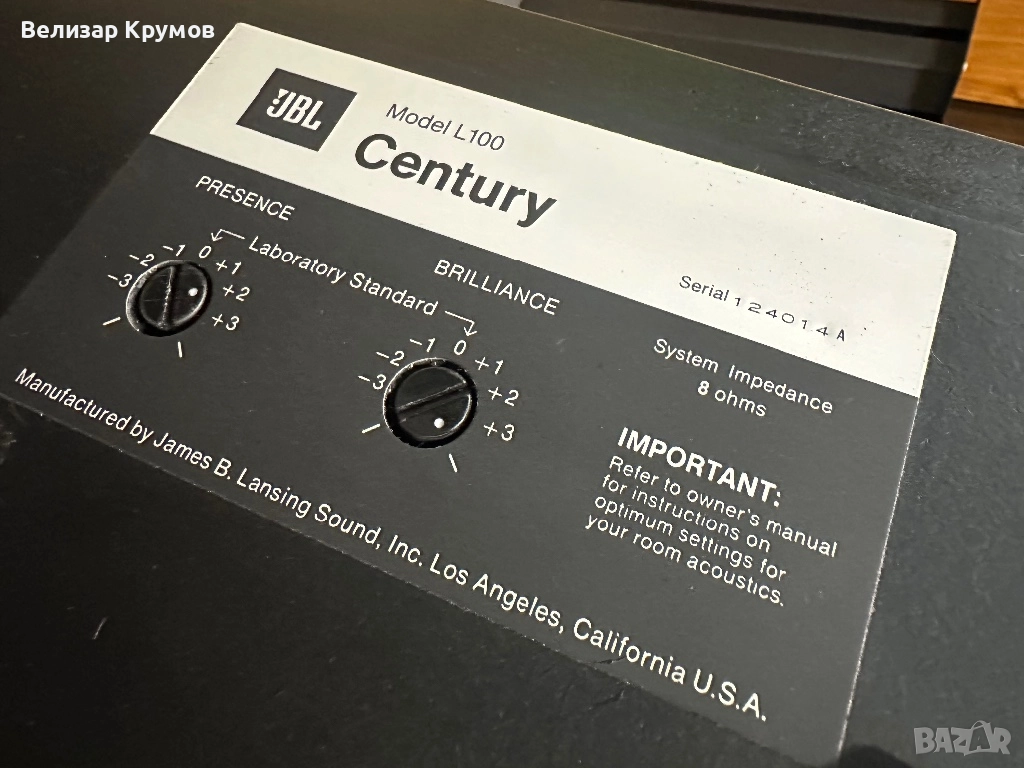 Велизар Крумов
JBL
Model L100
Century
Serial 124014A
PRESENCE
Laboratory Standard
BRILLIANCE
-3 -2 -1 0 +1 +2 +3
-3 -2 -1 0 +1 +2 +3
System Impedance
8 ohms
IMPORTANT:
Refer to owner's manual
for instructions on
optimum settings for
your room acoustics.
Manufactured by James B. Lansing Sound, Inc. Los Angeles, California U.S.A.
BAZAR